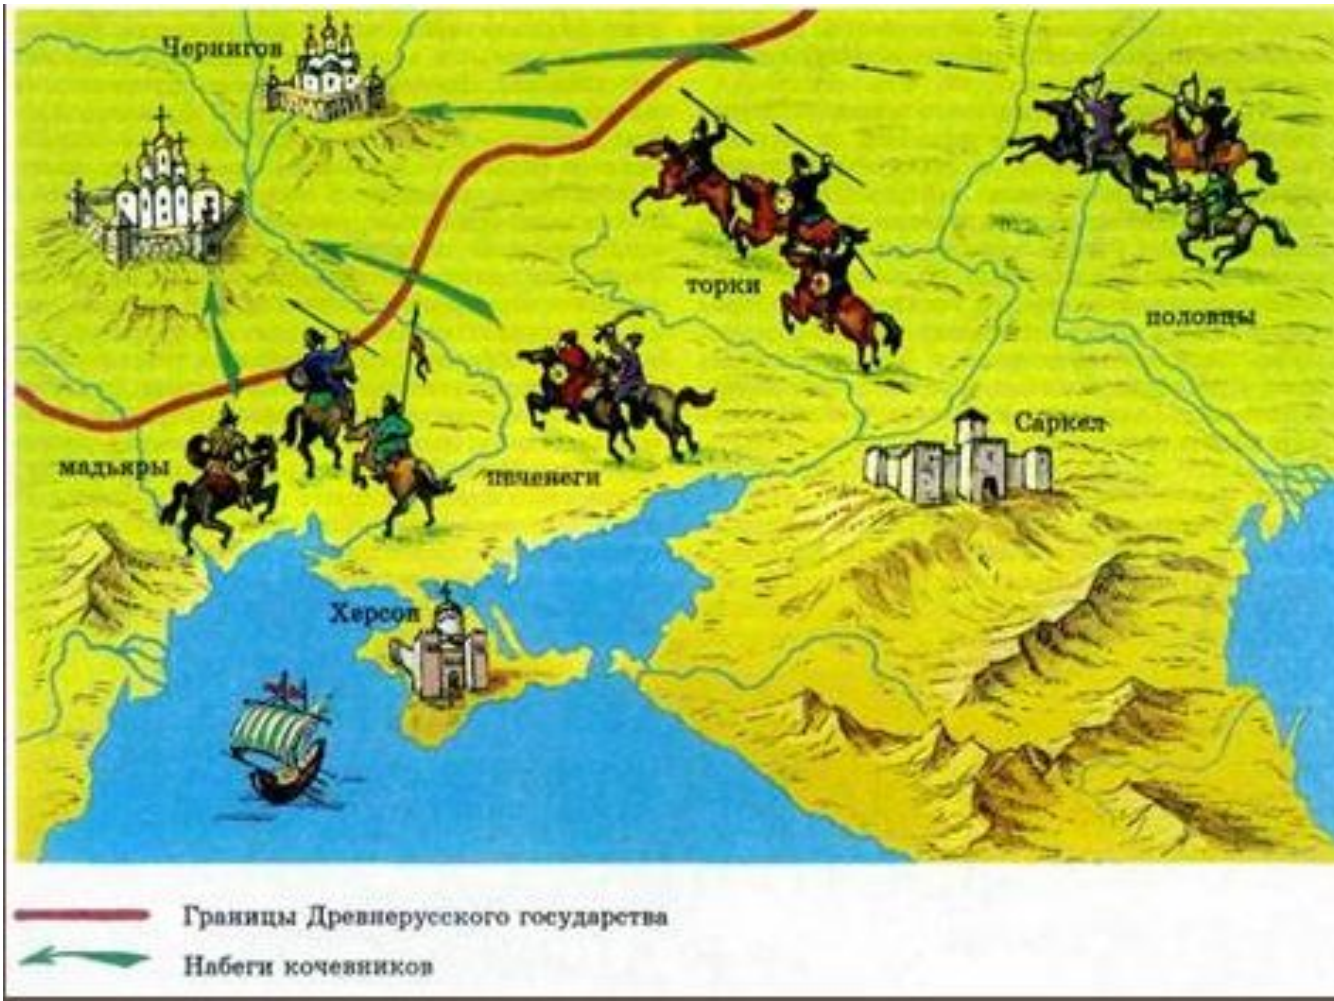 Чернигов
торки
половцы
Саркел
мадьяры
печенеги
Херсон
Границы Древнерусского государства
Набеги кочевников